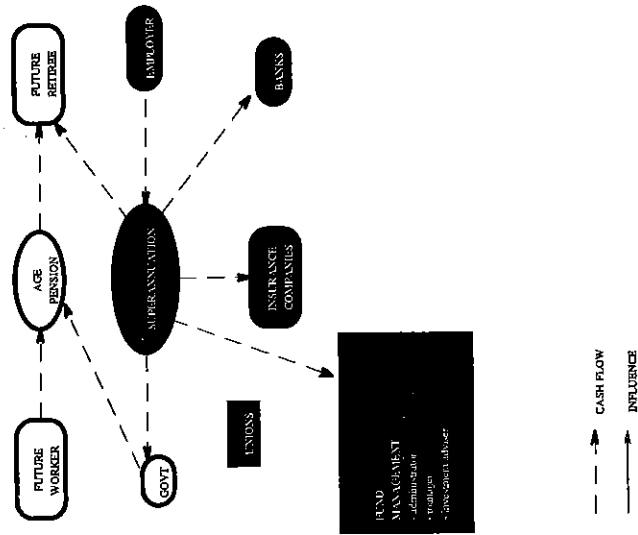 FUTURE
WORKER
AGE
PENSION
FUTURE
RETIREE
GOVT
SUPERANNUATION
EMPLOYER
UNIONS
INSURANCE
COMPANIES
BANKS
FUND
MANAGEMENT
- administrator
• manager
• investment adviser
CASH FLOW
INFLUENCE